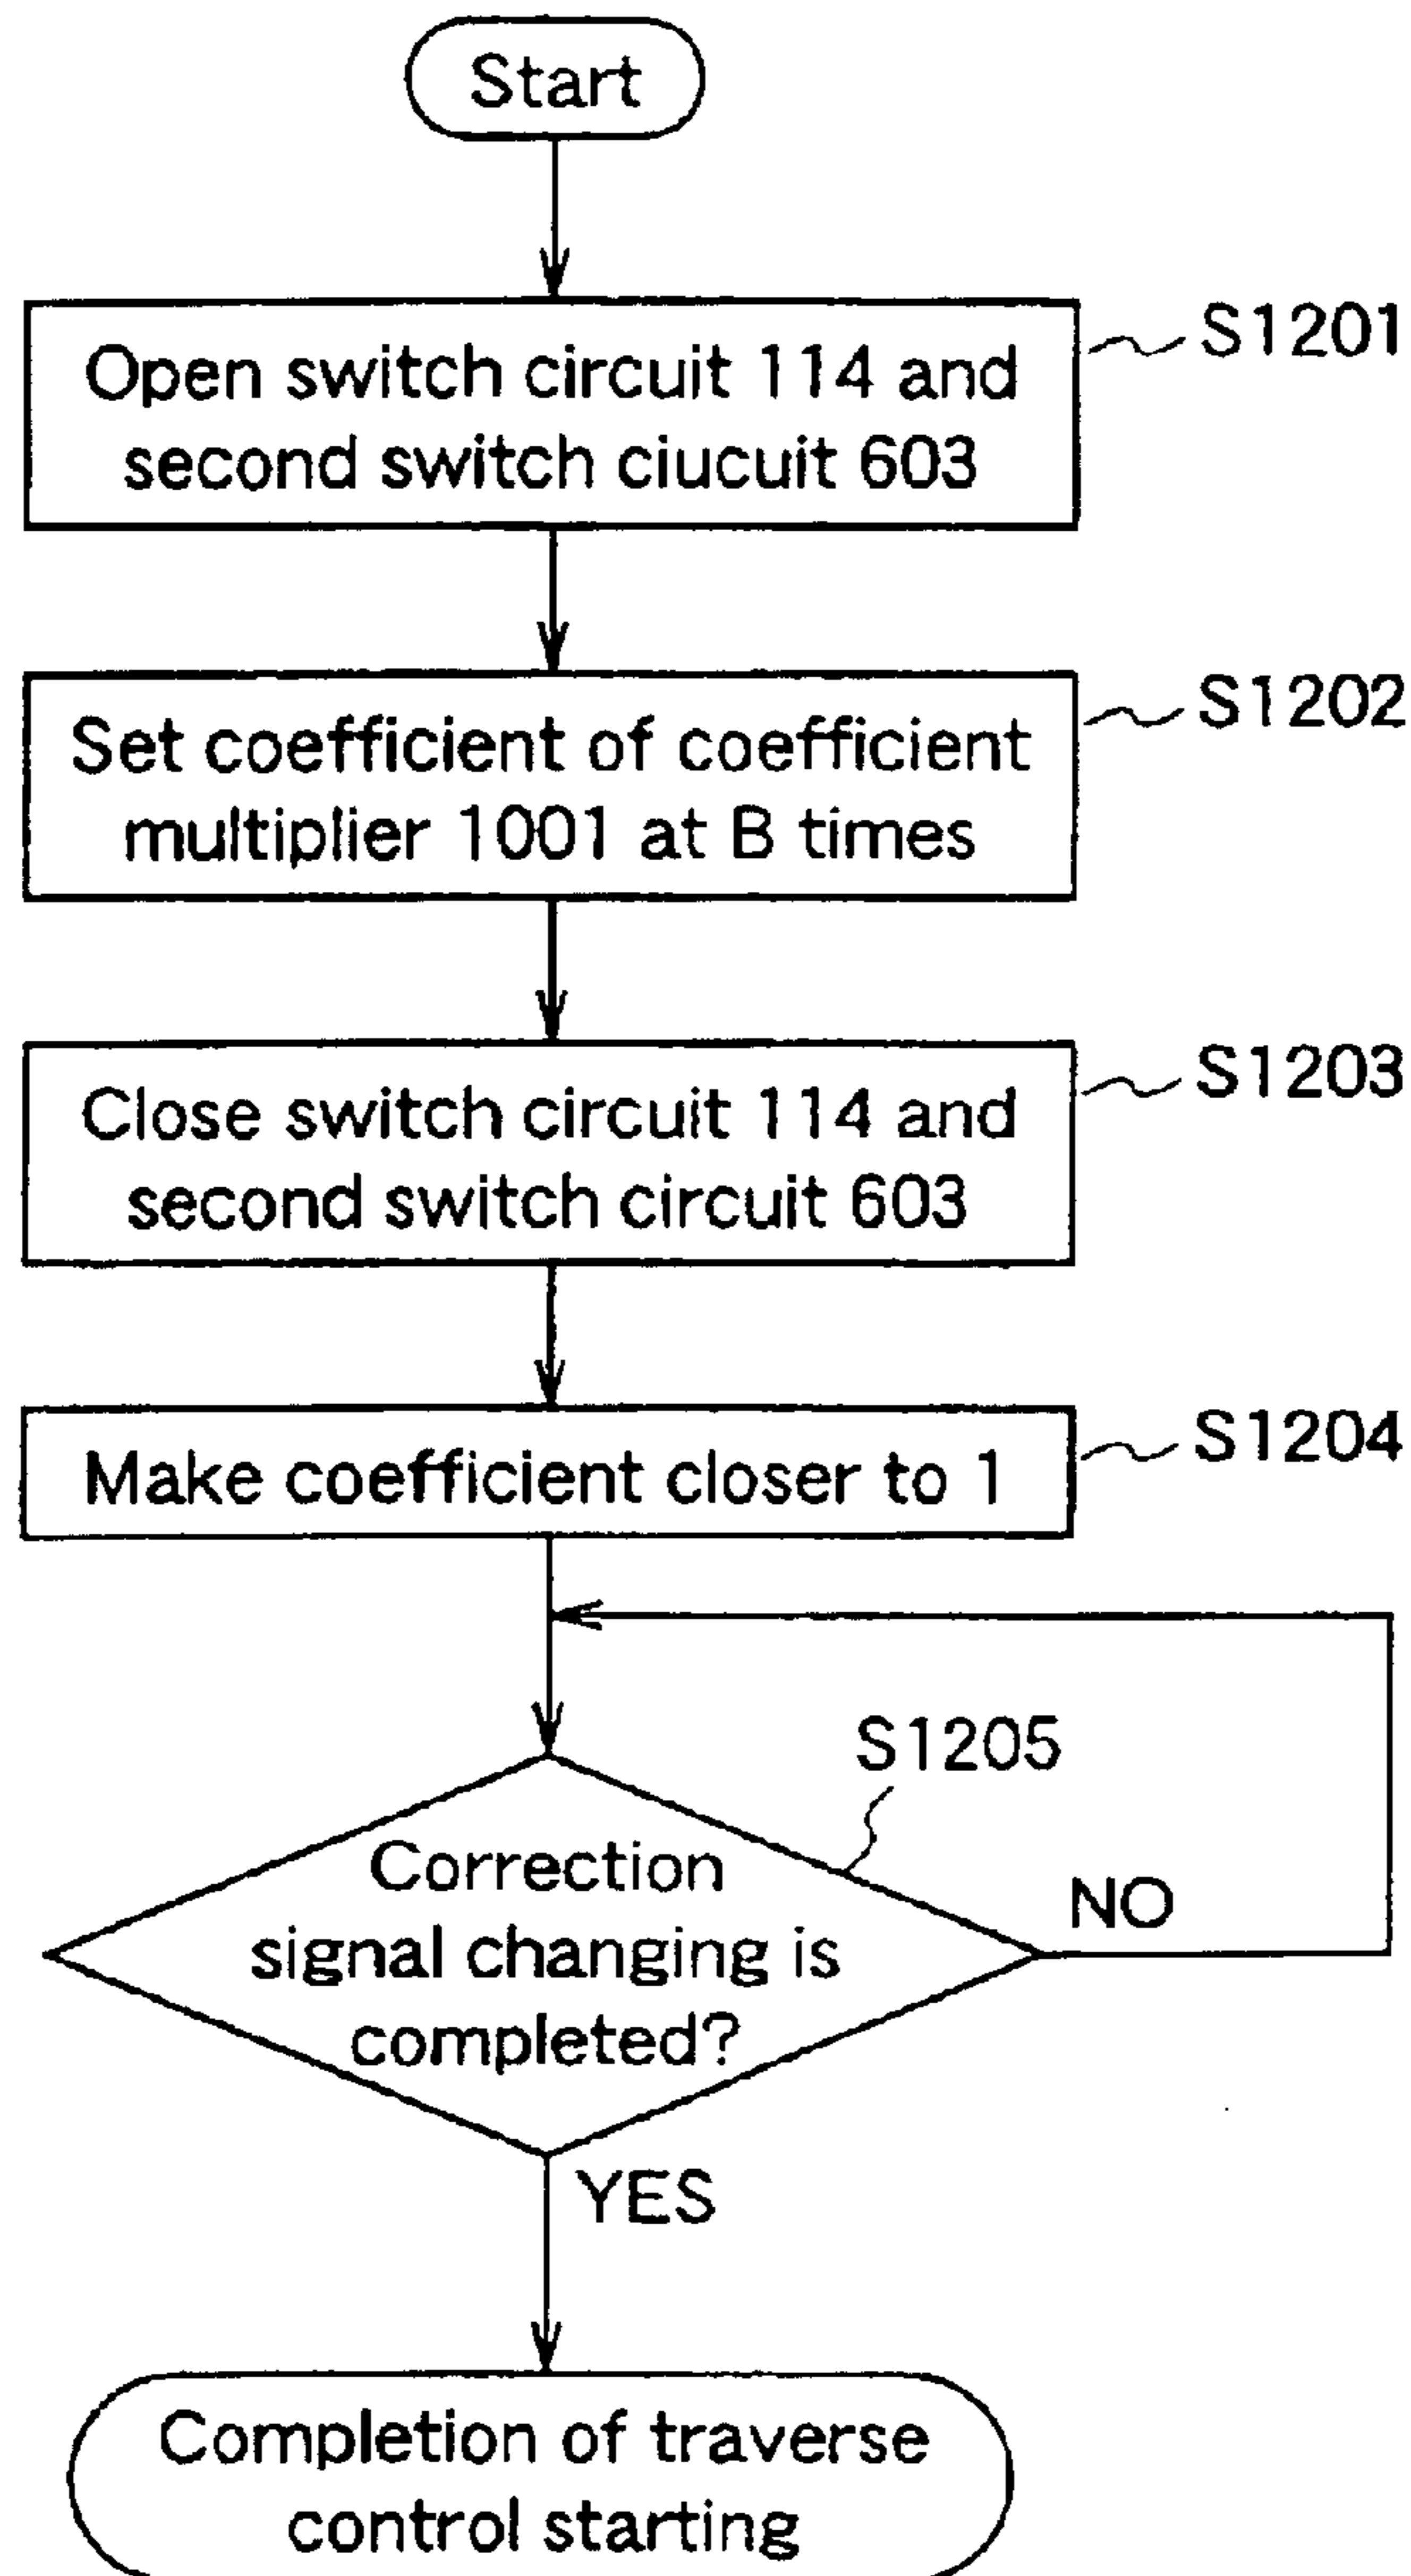 Start
Open switch circuit 114 and
second switch ciucuit 603
S1201
Set coefficient of coefficient
multiplier 1001 at B times
S1202
Close switch circuit 114 and
second switch circuit 603
S1203
Make coefficient closer to 1
S1204
S1205
Correction
signal changing is
completed?
NO
YES
Completion of traverse
control starting